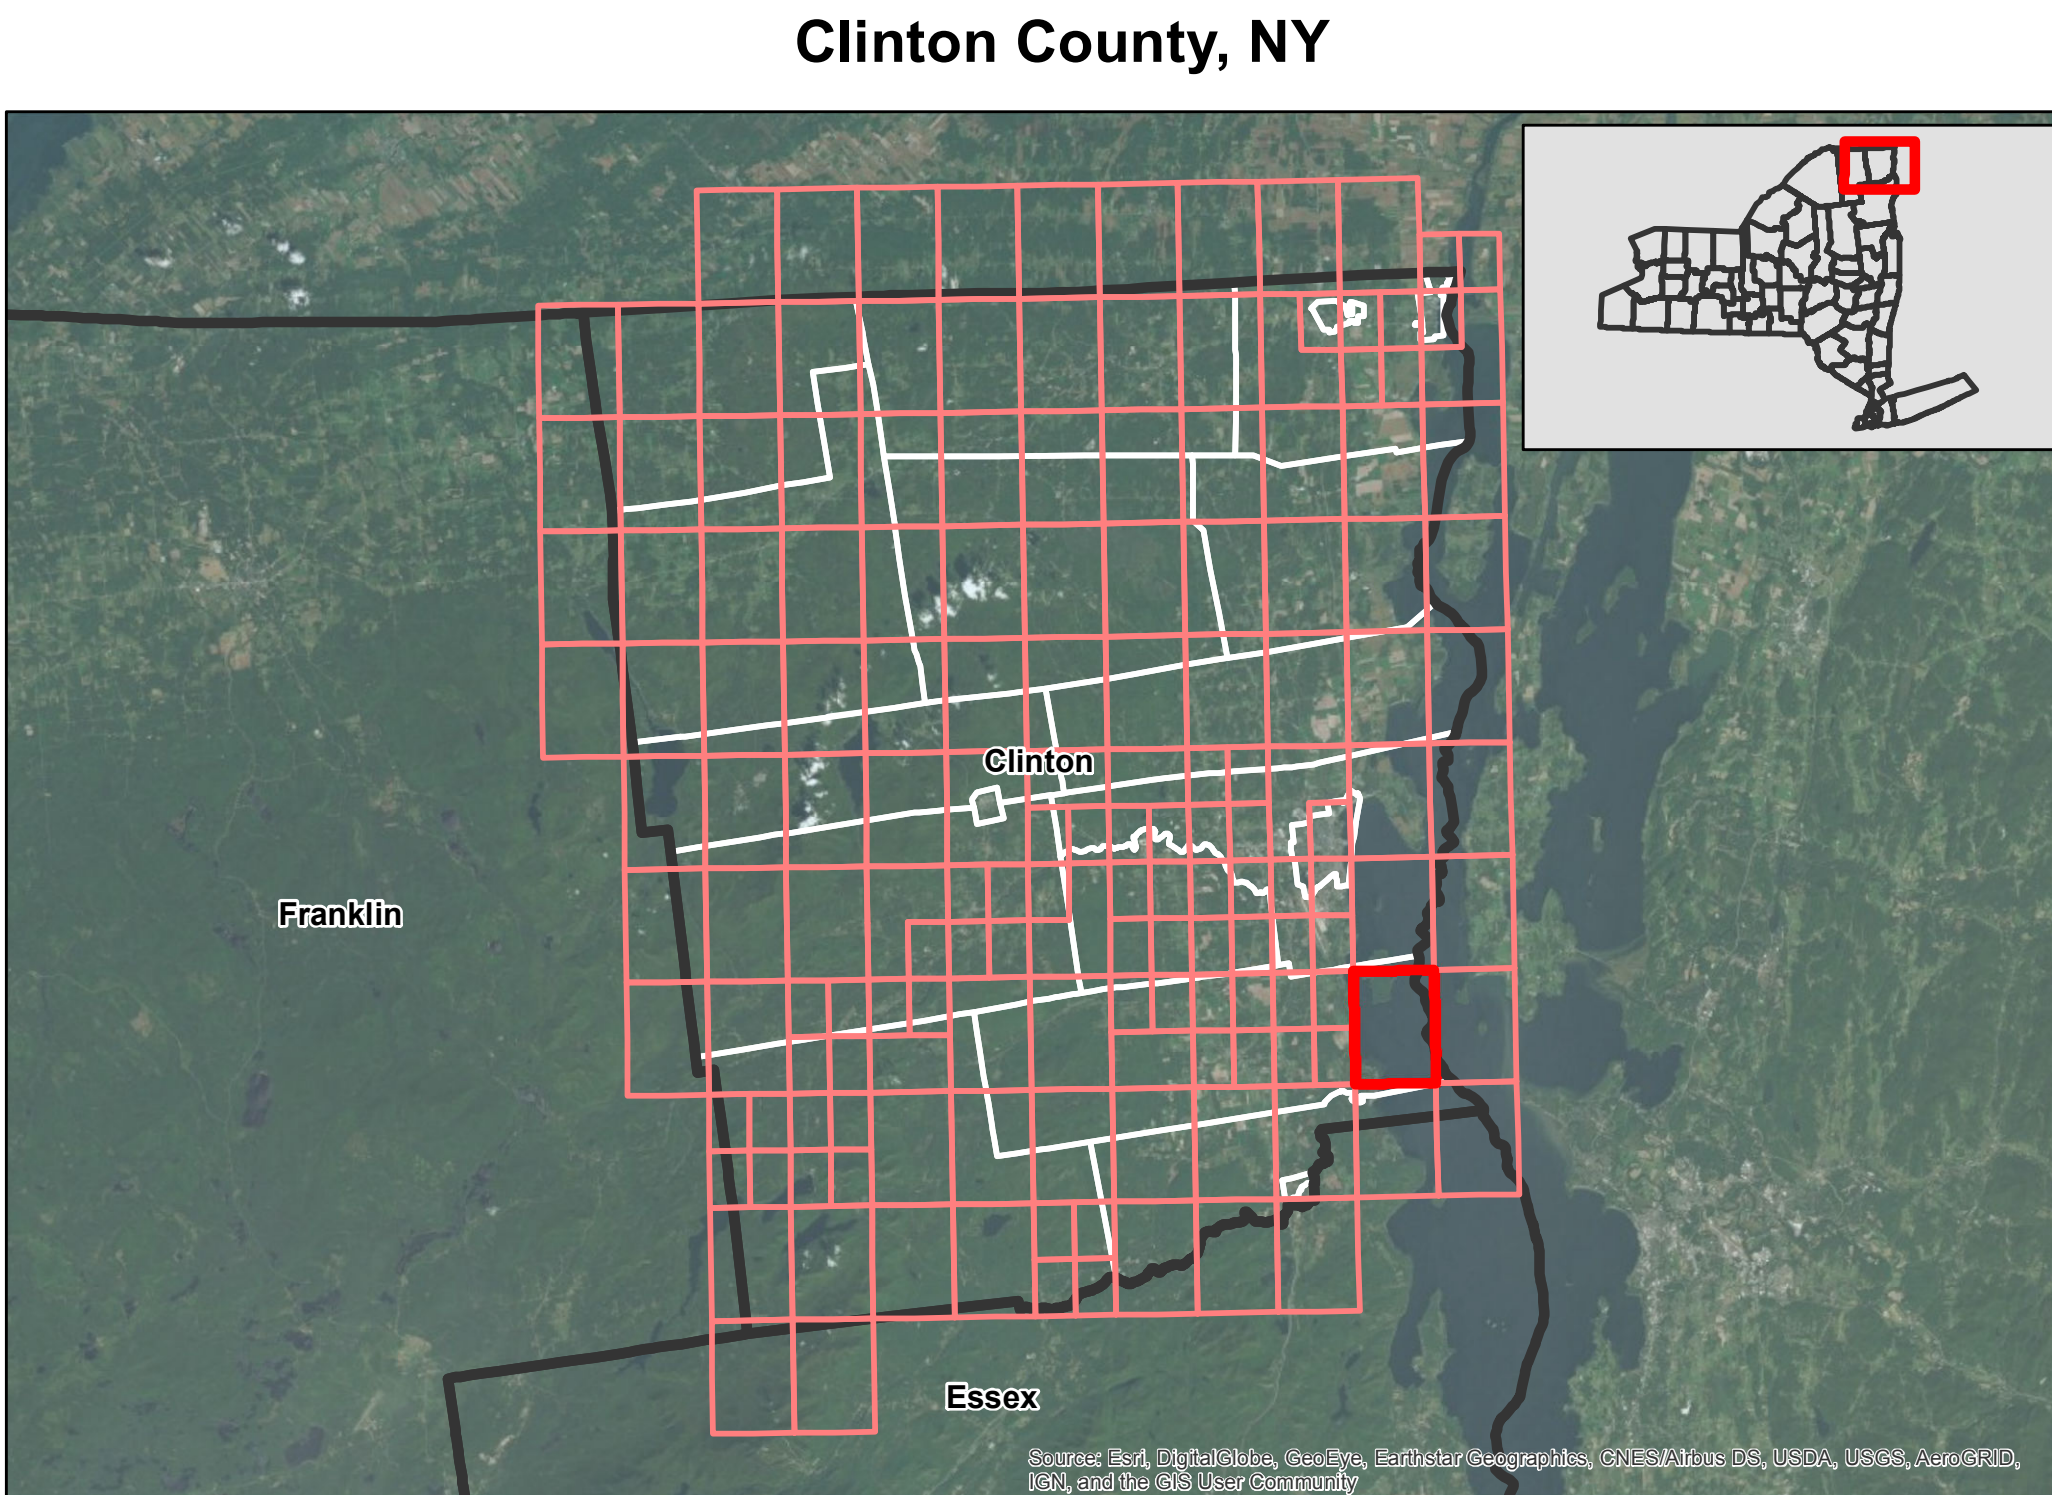 Clinton County, NY
Clinton
Franklin
Essex
Source: Esri, DigitalGlobe, GeoEye, Earthstar Geographics, CNES/Airbus DS, USDA, USGS, AeroGRID,
IGN, and the GIS User Community